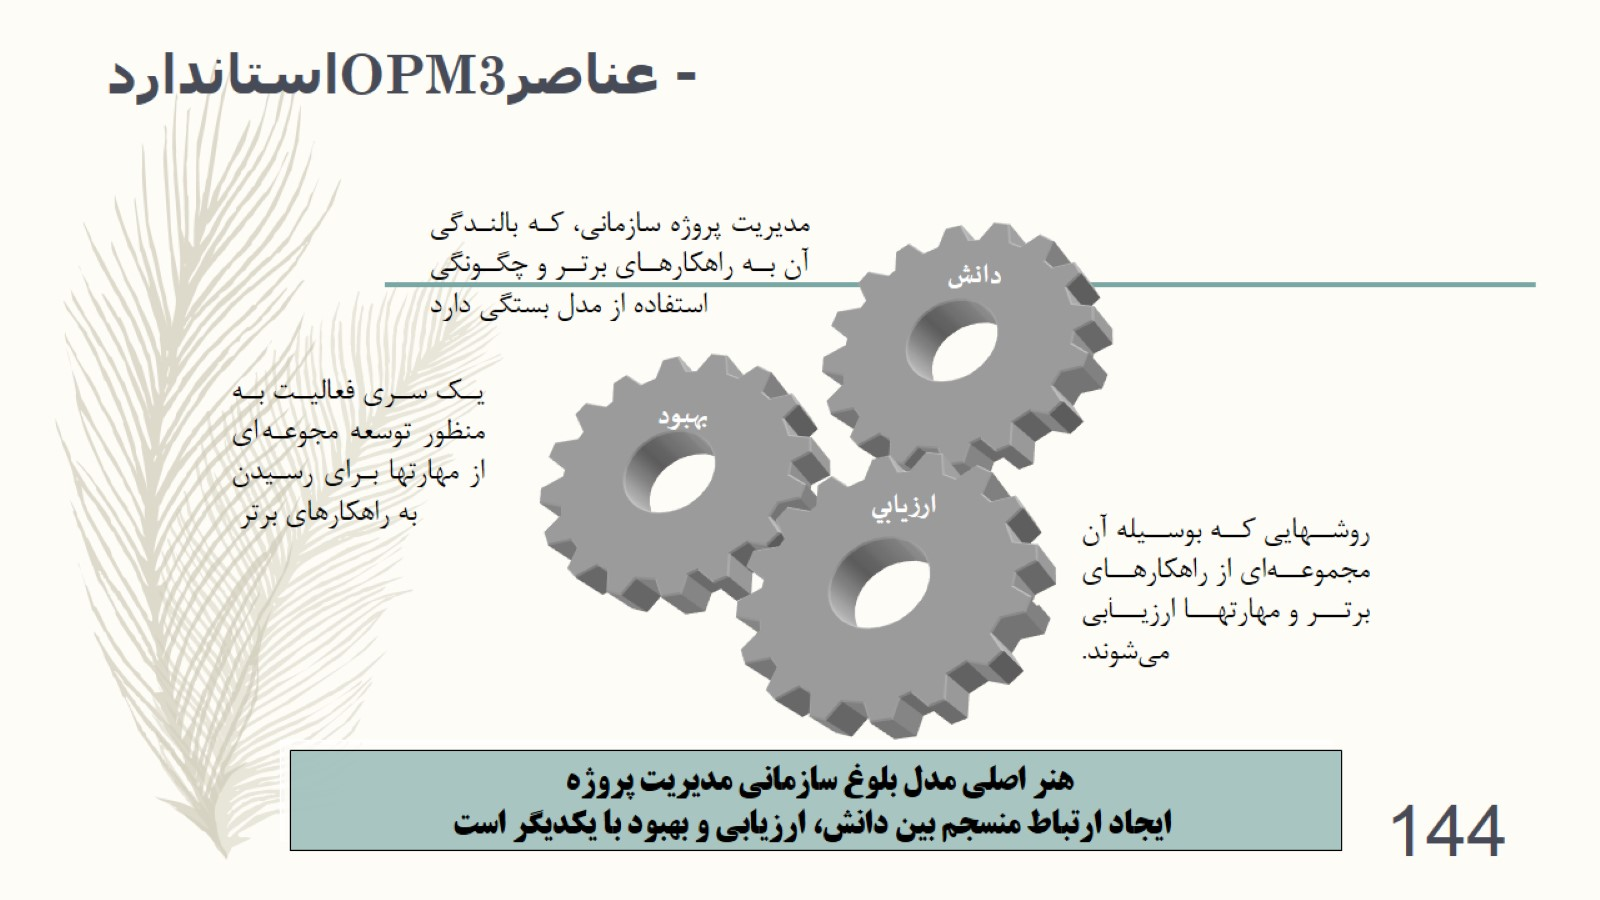 - عناصرOPM3استاندارد
مدیریت پروژه سازمانی، که بالندگی
آن به راهکارهای برتر و چگونگی
استفاده از مدل بستگی دارد
دانش
بهبود
یک سری فعالیت به
منظور توسعه مجوعه‌ای
از مهارتها برای رسیدن
به راهکارهای برتر
ارزیابي
روشهایی که بوسیله آن
مجموعه‌ای از راهکارهای
برتر و مهارتها ارزیابی
می‌شوند.
هنر اصلی مدل بلوغ سازمانی مدیریت پروژه
ایجاد ارتباط منسجم بین دانش، ارزیابی و بهبود با یکدیگر است
144